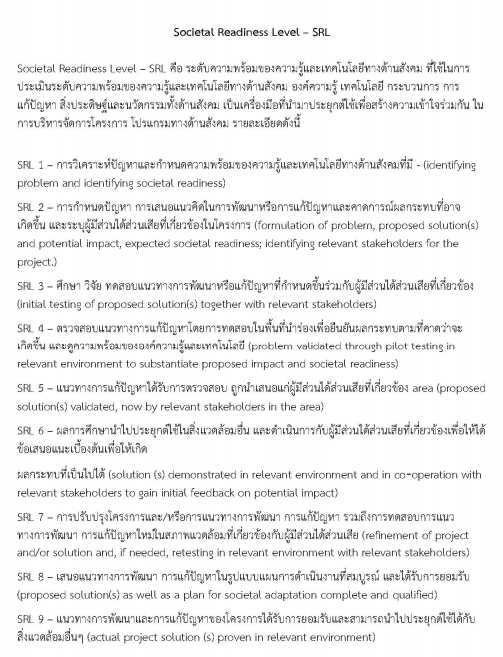 Societal Readiness Level – SRL
Societal Readiness Level – SRL คือ ระดับความพร้อมของความรู้และเทคโนโลยีทางด้านสังคม ที่ใช้ในการ
ประเมินระดับความพร้อมของความรู้และเทคโนโลยีทางด้านสังคม องค์ความรู้ เทคโนโลยี กระบวนการ การ
แก้ปัญหา สิ่งประดิษฐ์และนวัตกรรมทั้งด้านสังคม เป็นเครื่องมือที่นำมาประยุกต์ใช้เพื่อสร้างความเข้าใจร่วมกัน ใน
การบริหารจัดการโครงการ โปรแกรมทางด้านสังคม รายละเอียดดังนี้
SRL 1 – การวิเคราะห์ปัญหาและกำหนดความพร้อมของความรู้และเทคโนโลยีทางด้านสังคมที่มี - (identifying
problem and identifying societal readiness)
SRL 2 – การกำหนดปัญหา การเสนอแนวคิดในการพัฒนาหรือการแก้ปัญหาและคาดการณ์ผลกระทบที่อาจ
เกิดขึ้น และระบุผู้มีส่วนได้ส่วนเสียที่เกี่ยวข้องในโครงการ (formulation of problem, proposed solution(s)
and potential impact, expected societal readiness; identifying relevant stakeholders for the
project.)
SRL 3 – ศึกษา วิจัย ทดสอบแนวทางการพัฒนาหรือแก้ปัญหาที่กำหนดขึ้นร่วมกับผู้มีส่วนได้ส่วนเสียที่เกี่ยวข้อง
(initial testing of proposed solution(s) together with relevant stakeholders)
SRL 4 – ตรวจสอบแนวทางการแก้ปัญหาโดยการทดสอบในพื้นที่นำร่องเพื่อยืนยันผลกระทบตามที่คาดว่าจะ
เกิดขึ้น และดูความพร้อมขององค์ความรู้และเทคโนโลยี (problem validated through pilot testing in
relevant environment to substantiate proposed impact and societal readiness)
SRL 5 – แนวทางการแก้ปัญหาได้รับการตรวจสอบ ถูกนำเสนอแก่ผู้มีส่วนได้ส่วนเสียที่เกี่ยวข้อง area (proposed
solution(s) validated, now by relevant stakeholders in the area)
SRL 6 – ผลการศึกษานำไปประยุกต์ใช้ในสิ่งแวดล้อมอื่น และดำเนินการกับผู้มีส่วนได้ส่วนเสียที่เกี่ยวข้องเพื่อให้ได้
ข้อเสนอแนะเบื้องต้นเพื่อให้เกิด
ผลกระทบที่เป็นไปได้ (solution (s) demonstrated in relevant environment and in co-operation with
relevant stakeholders to gain initial feedback on potential impact)
SRL 7 – การปรับปรุงโครงการและ/หรือการแนวทางการพัฒนา การแก้ปัญหา รวมถึงการทดสอบการแนว
ทางการพัฒนา การแก้ปัญหาใหม่ในสภาพแวดล้อมที่เกี่ยวข้องกับผู้มีส่วนได้ส่วนเสีย (refinement of project
and/or solution and, if needed, retesting in relevant environment with relevant stakeholders)
SRL 8 – เสนอแนวทางการพัฒนา การแก้ปัญหาในรูปแบบแผนการดำเนินงานที่สมบูรณ์ และได้รับการยอมรับ
(proposed solution(s) as well as a plan for societal adaptation complete and qualified)
SRL 9 – แนวทางการพัฒนาและการแก้ปัญหาของโครงการได้รับการยอมรับและสามารถนำไปประยุกต์ใช้ได้กับ
สิ่งแวดล้อมอื่นๆ (actual project solution (s) proven in relevant environment)